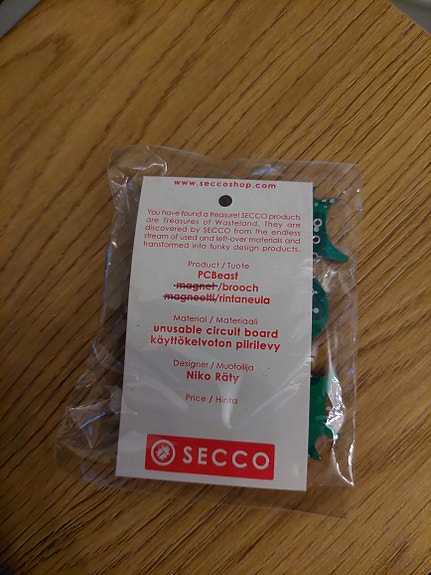 www.seccoshop.com
You have found a treasure! SECCO products
are Treasures of Wasteland. They are
discovered by SECCO from the endless
stream of used and left-over materials and
transformed into funky design products.
Product / Tuote
PCBeast
magnet/brooch
magneetti/rintaneula
Material / Materiaali
unusable circuit board
käyttökelvoton piirilevy
Designer / Muotoilija
Niko Räty
Price / Hinta
SECCO